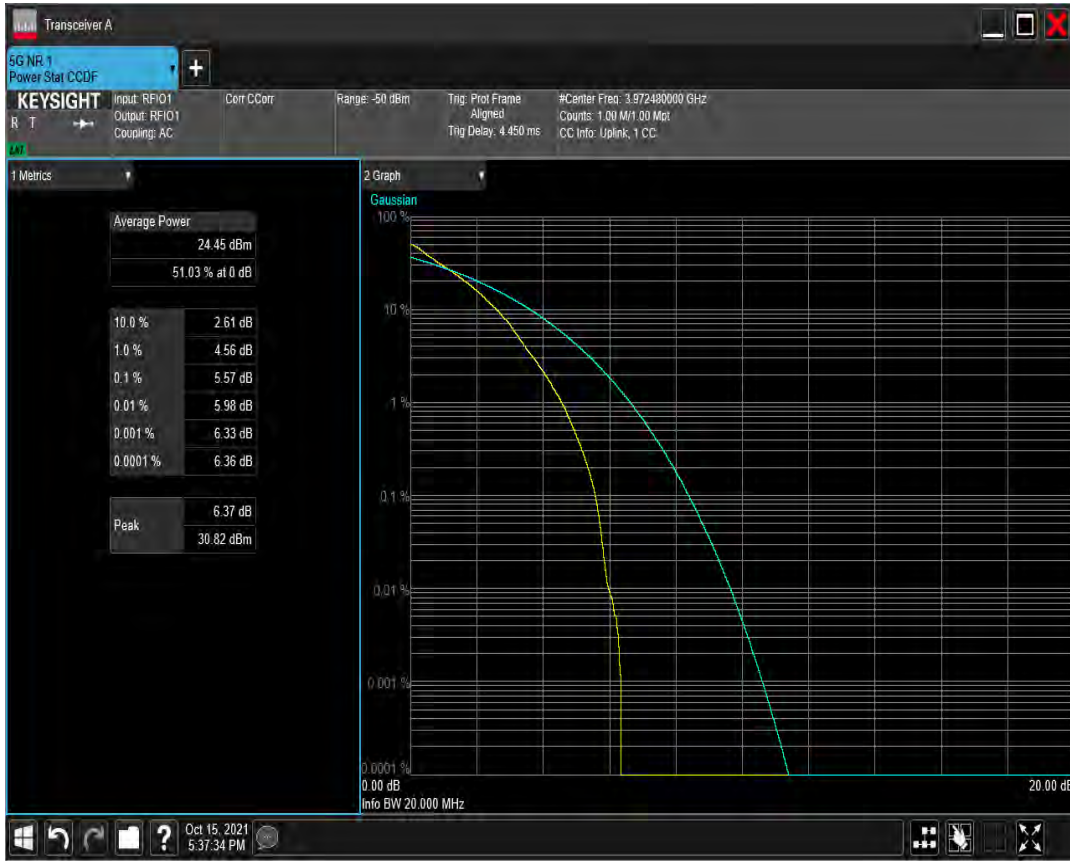 Transceiver A
5G NR 1
Power Stat CCDF
+
KEYSIGHT
R T
LXI
Input: RFIO1
Output: RFIO1
Coupling: AC
Corr CCorr
Range: -50 dBm
Trig: Prot Frame
Aligned
Trig Delay: 4.450 ms
#Center Freq: 3.972480000 GHz
Counts: 1.00 M/1.00 Mpt
CC Info: Uplink, 1 CC
1 Metrics
Average Power
24.45 dBm
51.03 % at 0 dB
10.0 % 2.61 dB
1.0 % 4.56 dB
0.1 % 5.57 dB
0.01 % 5.98 dB
0.001 % 6.33 dB
0.0001 % 6.36 dB
Peak 6.37 dB
30.82 dBm
2 Graph
Gaussian
100 %
10 %
1 %
0.1 %
0.01 %
0.001 %
0.0001 %
0.00 dB 20.00 dB
Info BW 20.000 MHz
?
Oct 15, 2021
5:37:34 PM